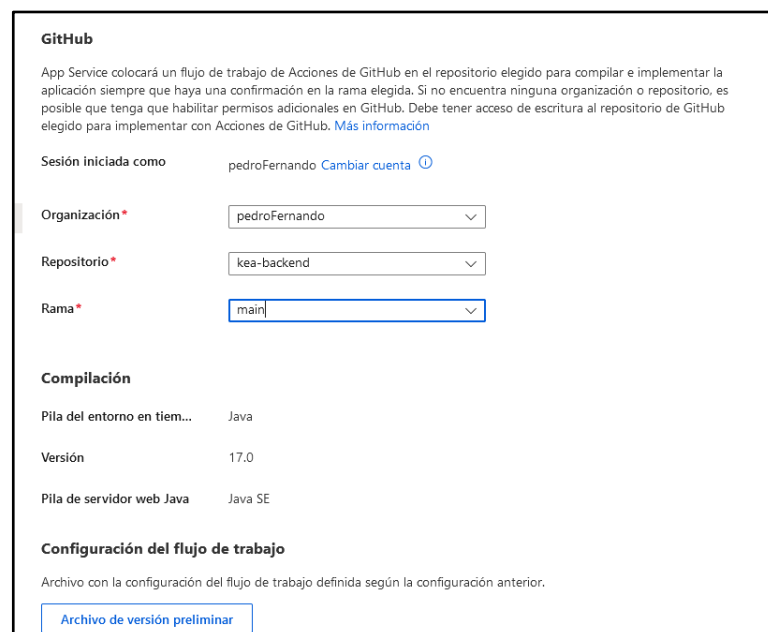 GitHub
App Service colocará un flujo de trabajo de Acciones de GitHub en el repositorio elegido para compilar e implementar la
aplicación siempre que haya una confirmación en la rama elegida. Si no encuentra ninguna organización o repositorio, es
posible que tenga que habilitar permisos adicionales en GitHub. Debe tener acceso de escritura al repositorio de GitHub
elegido para implementar con Acciones de GitHub. Más información
Sesión iniciada como pedroFernando Cambiar cuenta
Organización* pedroFernando
Repositorio* kea-backend
Rama* main
Compilación
Pila del entorno en tiem... Java
Versión 17.0
Pila de servidor web Java Java SE
Configuración del flujo de trabajo
Archivo con la configuración del flujo de trabajo definida según la configuración anterior.
Archivo de versión preliminar